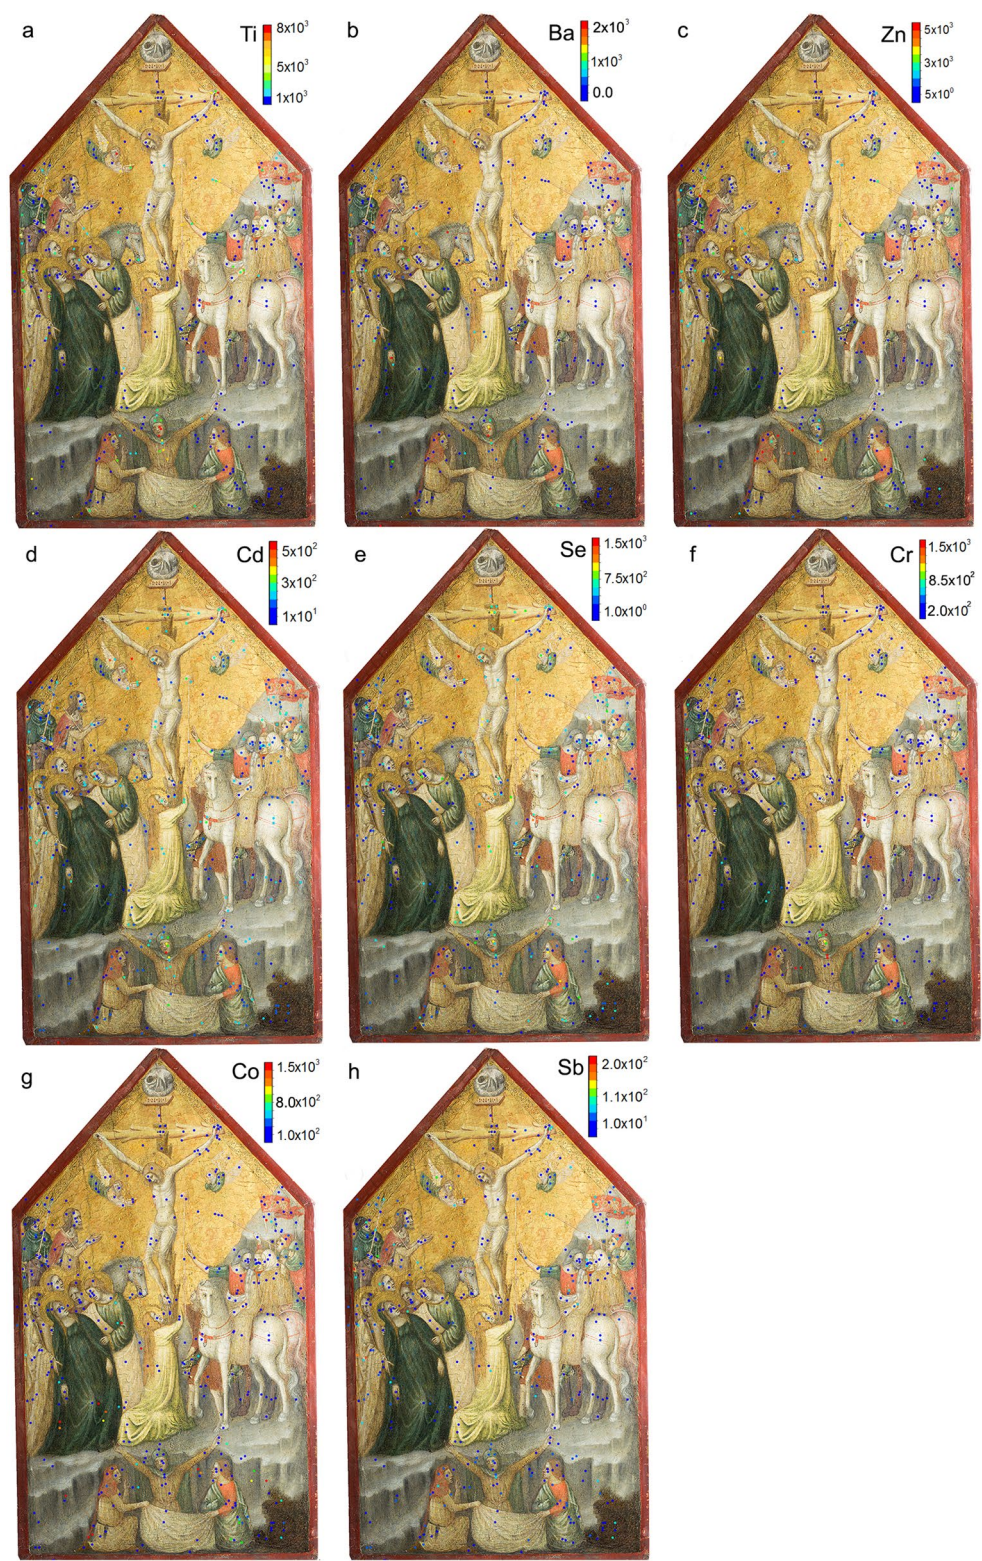 a
Ti
8x10³
5x10³
1x10³
b
Ba
2x10³
1x10³
0.0
c
Zn
5x10³
3x10³
5x10⁰
d
Cd
5x10²
3x10²
1x10¹
e
Se
1.5x10³
7.5x10²
1.0x10⁰
f
Cr
1.5x10³
8.5x10²
2.0x10²
g
Co
1.5x10³
8.0x10²
1.0x10²
h
Sb
2.0x10²
1.1x10²
1.0x10¹